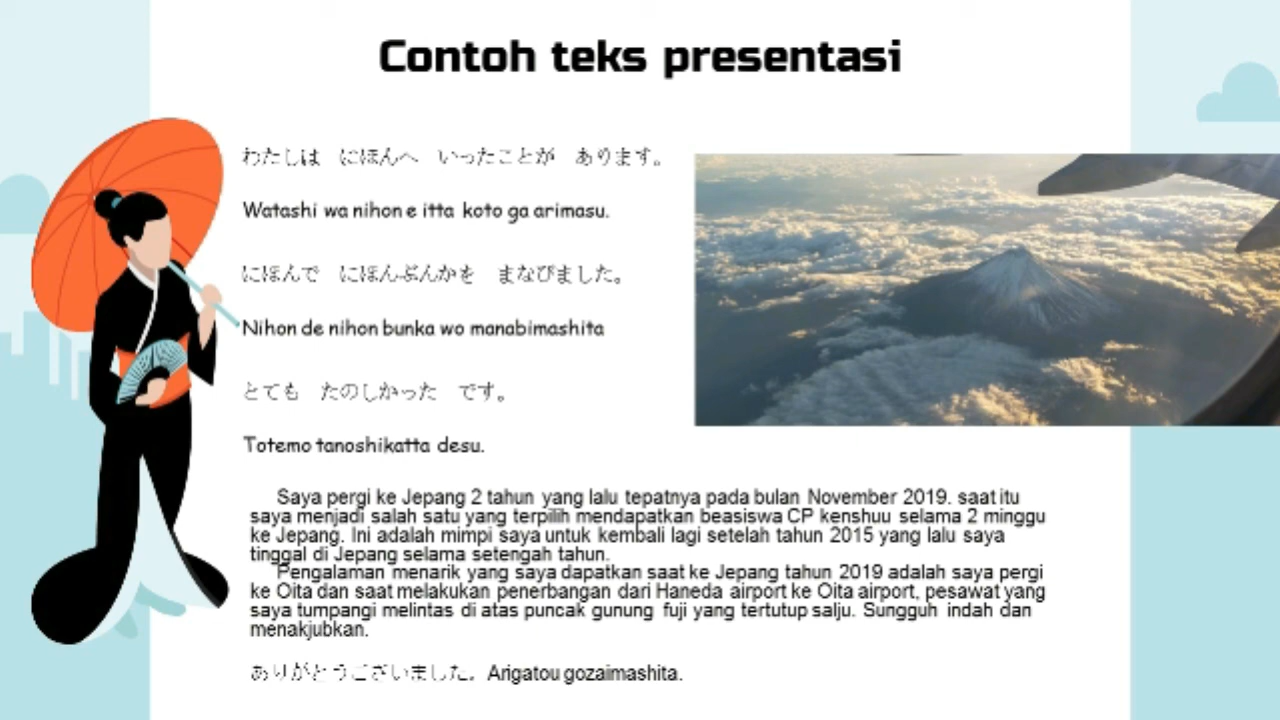 Contoh teks presentasi
わたしは　にほんへ　いったことが　あります。
Watashi wa nihon e itta koto ga arimasu.
にほんで　にほんぶんかを　まなびました。
Nihon de nihon bunka wo manabimashita
とても　たのしかった　です。
Totemo tanoshikatta desu.
Saya pergi ke Jepang 2 tahun yang lalu tepatnya pada bulan November 2019. saat itu
saya menjadi salah satu yang terpilih mendapatkan beasiswa CP kenshuu selama 2 minggu
ke Jepang. Ini adalah mimpi saya untuk kembali lagi setelah tahun 2015 yang lalu saya
tinggal di Jepang selama setengah tahun.
Pengalaman menarik yang saya dapatkan saat ke Jepang tahun 2019 adalah saya pergi
ke Oita dan saat melakukan penerbangan dari Haneda airport ke Oita airport, pesawat yang
saya tumpangi melintas di atas puncak gunung fuji yang tertutup salju. Sungguh indah dan
menakjubkan.
ありがとうございました。Arigatou gozaimashita.